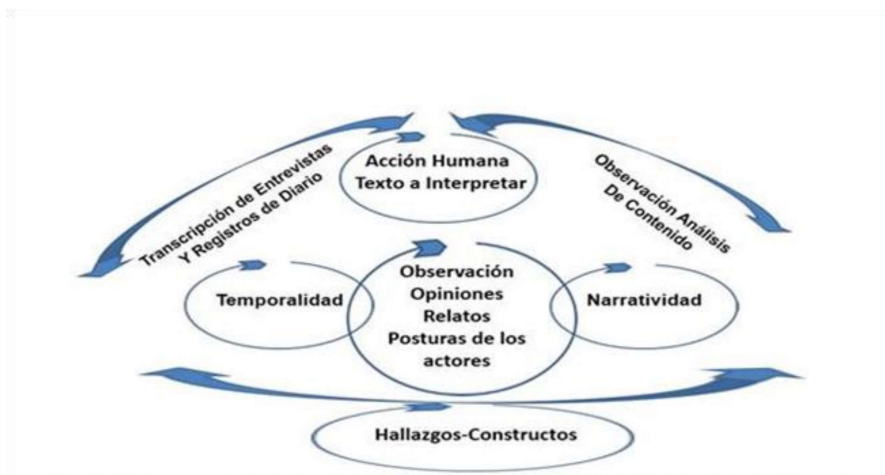 Transcripción de Entrevistas
Y Registros de Diario
Acción Humana
Texto a Interpretar
Observación Análisis
De Contenido
Temporalidad
Observación
Opiniones
Relatos
Posturas de los
actores
Narratividad
Hallazgos-Constructos